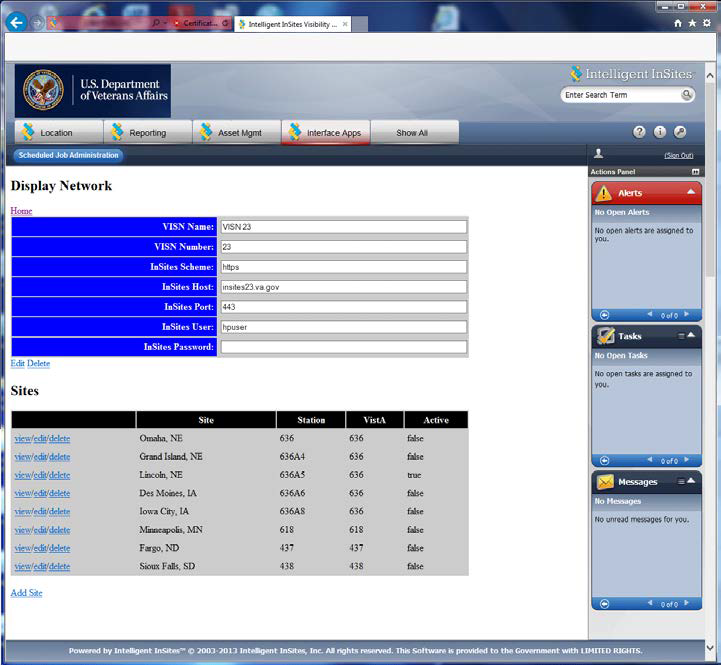 Certificat...
Intelligent InSites Visibility ...
U.S. Department
of Veterans Affairs
Intelligent InSites™
Enter Search Term
Location
Reporting
Asset Mgmt
Interface Apps
Show All
Scheduled Job Administration
(Sign Out)
Display Network
Home
VISN Name: VISN 23
VISN Number: 23
InSites Scheme: https
InSites Host: insites23.va.gov
InSites Port: 443
InSites User: hpuser
InSites Password:
Edit Delete
Sites
Site Station VistA Active
view/edit/delete Omaha, NE 636 636 false
view/edit/delete Grand Island, NE 636A4 636 false
view/edit/delete Lincoln, NE 636A5 636 true
view/edit/delete Des Moines, IA 636A6 636 false
view/edit/delete Iowa City, IA 636A8 636 false
view/edit/delete Minneapolis, MN 618 618 false
view/edit/delete Fargo, ND 437 437 false
view/edit/delete Sioux Falls, SD 438 438 false
Add Site
Actions Panel
Alerts
No Open Alerts
No open alerts are assigned to
you.
0 of 0
Tasks
No Open Tasks
No open tasks are assigned to
you.
0 of 0
Messages
No Messages
No unread messages for you.
0 of 0
Powered by Intelligent InSites™ © 2003-2013 Intelligent InSites, Inc. All rights reserved. This Software is provided to the Government with LIMITED RIGHTS.